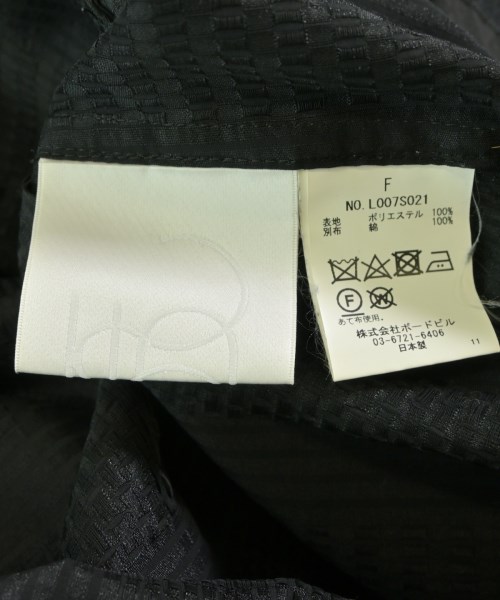 F
NO. L007S021
表地 ポリエステル 100%
別布 綿 100%
F W
あて布使用。
株式会社ボードビル
03-6721-6406
日本製
11